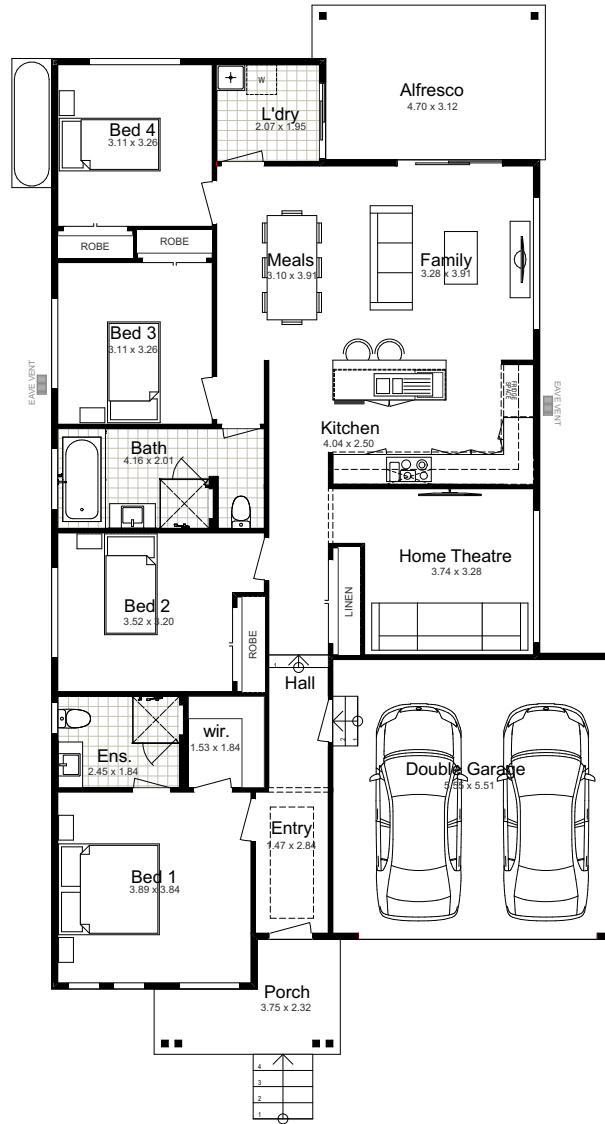 Alfresco
4.70 x 3.12
W
L'dry
2.07 x 1.95
Bed 4
3.11 x 3.26
ROBE
ROBE
Meals
3.10 x 3.91
Family
3.28 x 3.91
Bed 3
3.11 x 3.26
EAVE VENT
FRIDGE
SPACE
EAVE VENT
Kitchen
4.04 x 2.50
Bath
4.16 x 2.01
Home Theatre
3.74 x 3.28
LINEN
Bed 2
3.52 x 3.20
ROBE
1
Hall
wir.
1.53 x 1.84
2
1
Ens.
2.45 x 1.84
Double Garage
5.55 x 5.51
Entry
1.47 x 2.84
Bed 1
3.89 x 3.84
Porch
3.75 x 2.32
4
3
2
1